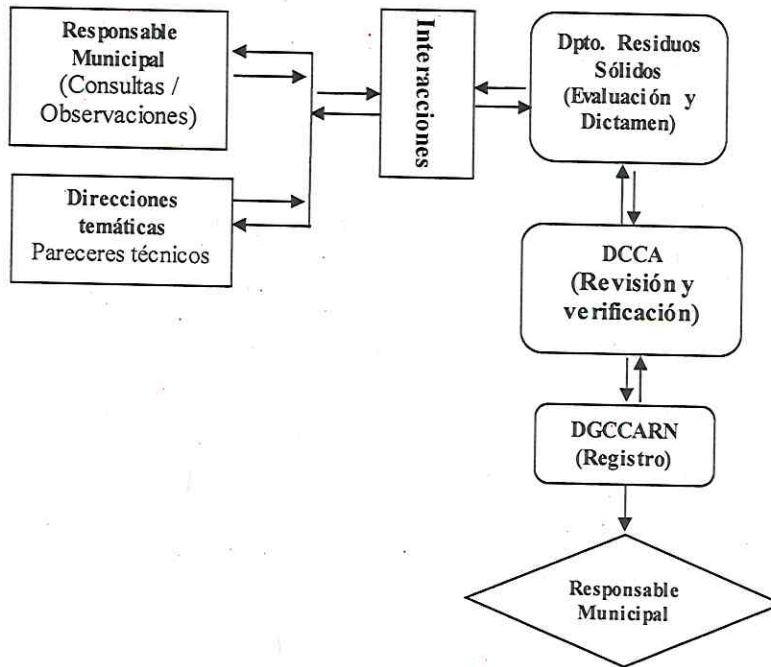 Responsable
Municipal
(Consultas /
Observaciones)
Direcciones
temáticas
Pareceres técnicos
Interacciones
Dpto. Residuos
Sólidos
(Evaluación y
Dictamen)
DCCA
(Revisión y
verificación)
DGCCARN
(Registro)
Responsable
Municipal